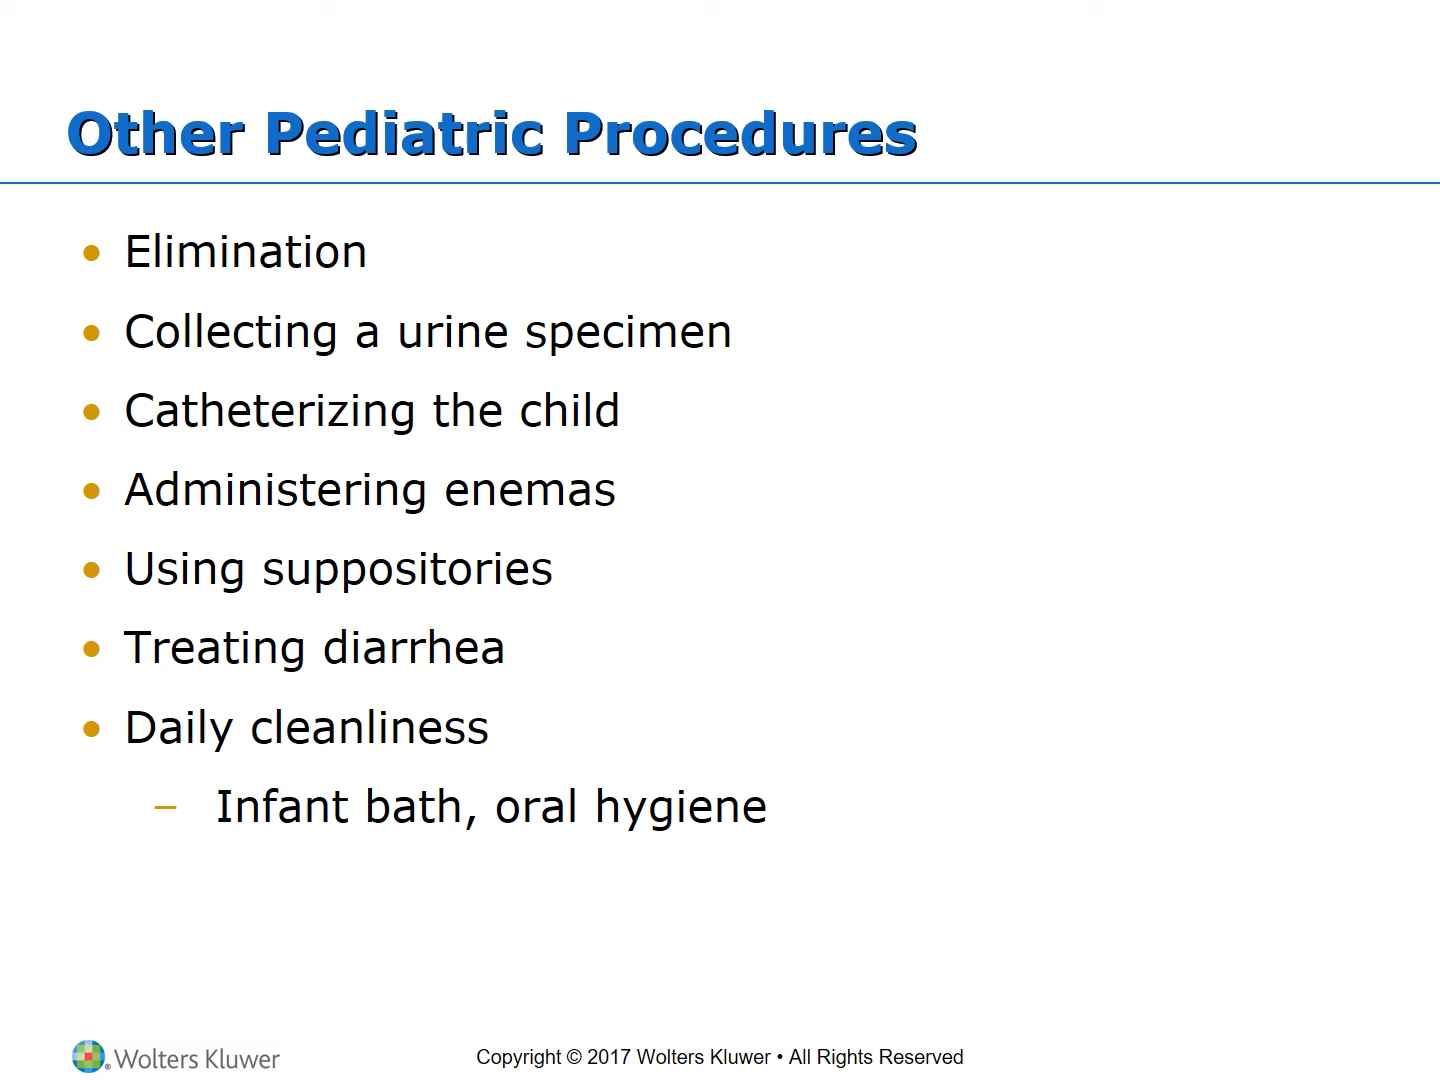 Other Pediatric Procedures
• Elimination
• Collecting a urine specimen
• Catheterizing the child
• Administering enemas
• Using suppositories
• Treating diarrhea
• Daily cleanliness
– Infant bath, oral hygiene
® Wolters Kluwer
Copyright © 2017 Wolters Kluwer • All Rights Reserved